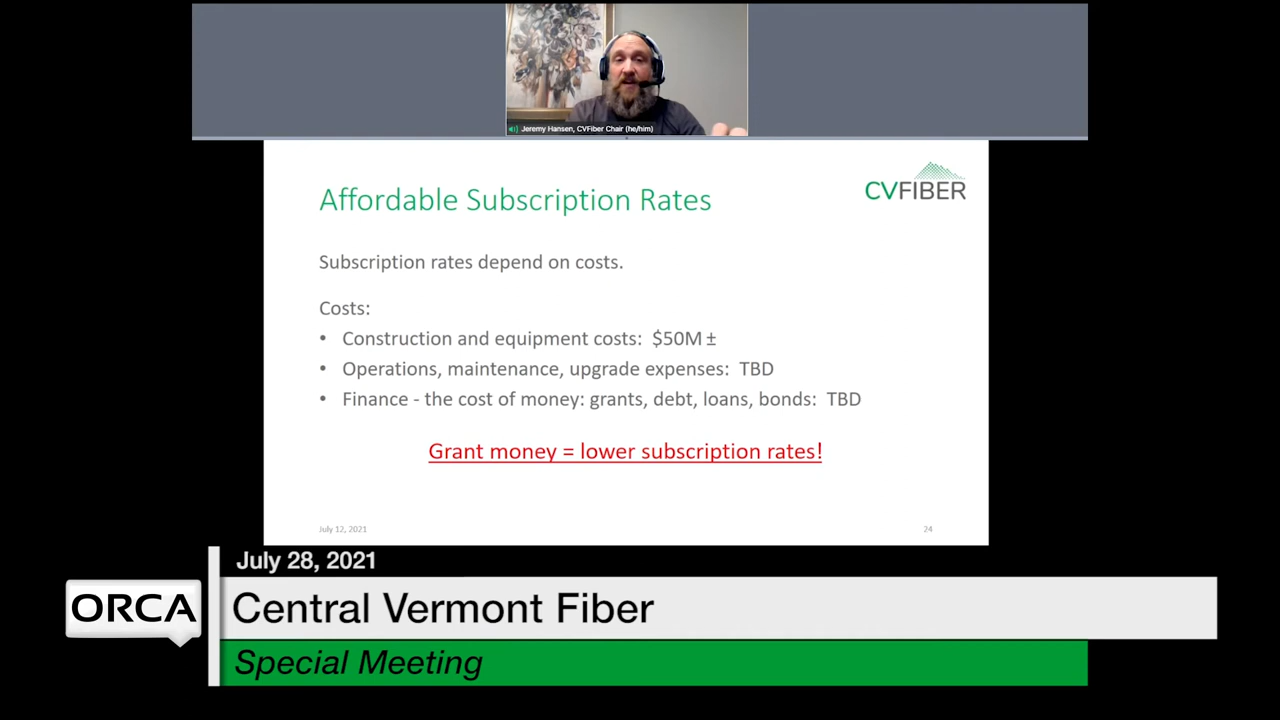 Jeremy Hansen, CVFiber Chair (he/him)
Affordable Subscription Rates
CVFIBER
Subscription rates depend on costs.
Costs:
• Construction and equipment costs: $50M ±
• Operations, maintenance, upgrade expenses: TBD
• Finance - the cost of money: grants, debt, loans, bonds: TBD
Grant money = lower subscription rates!
July 12, 2021
24
July 28, 2021
ORCA
Central Vermont Fiber
Special Meeting